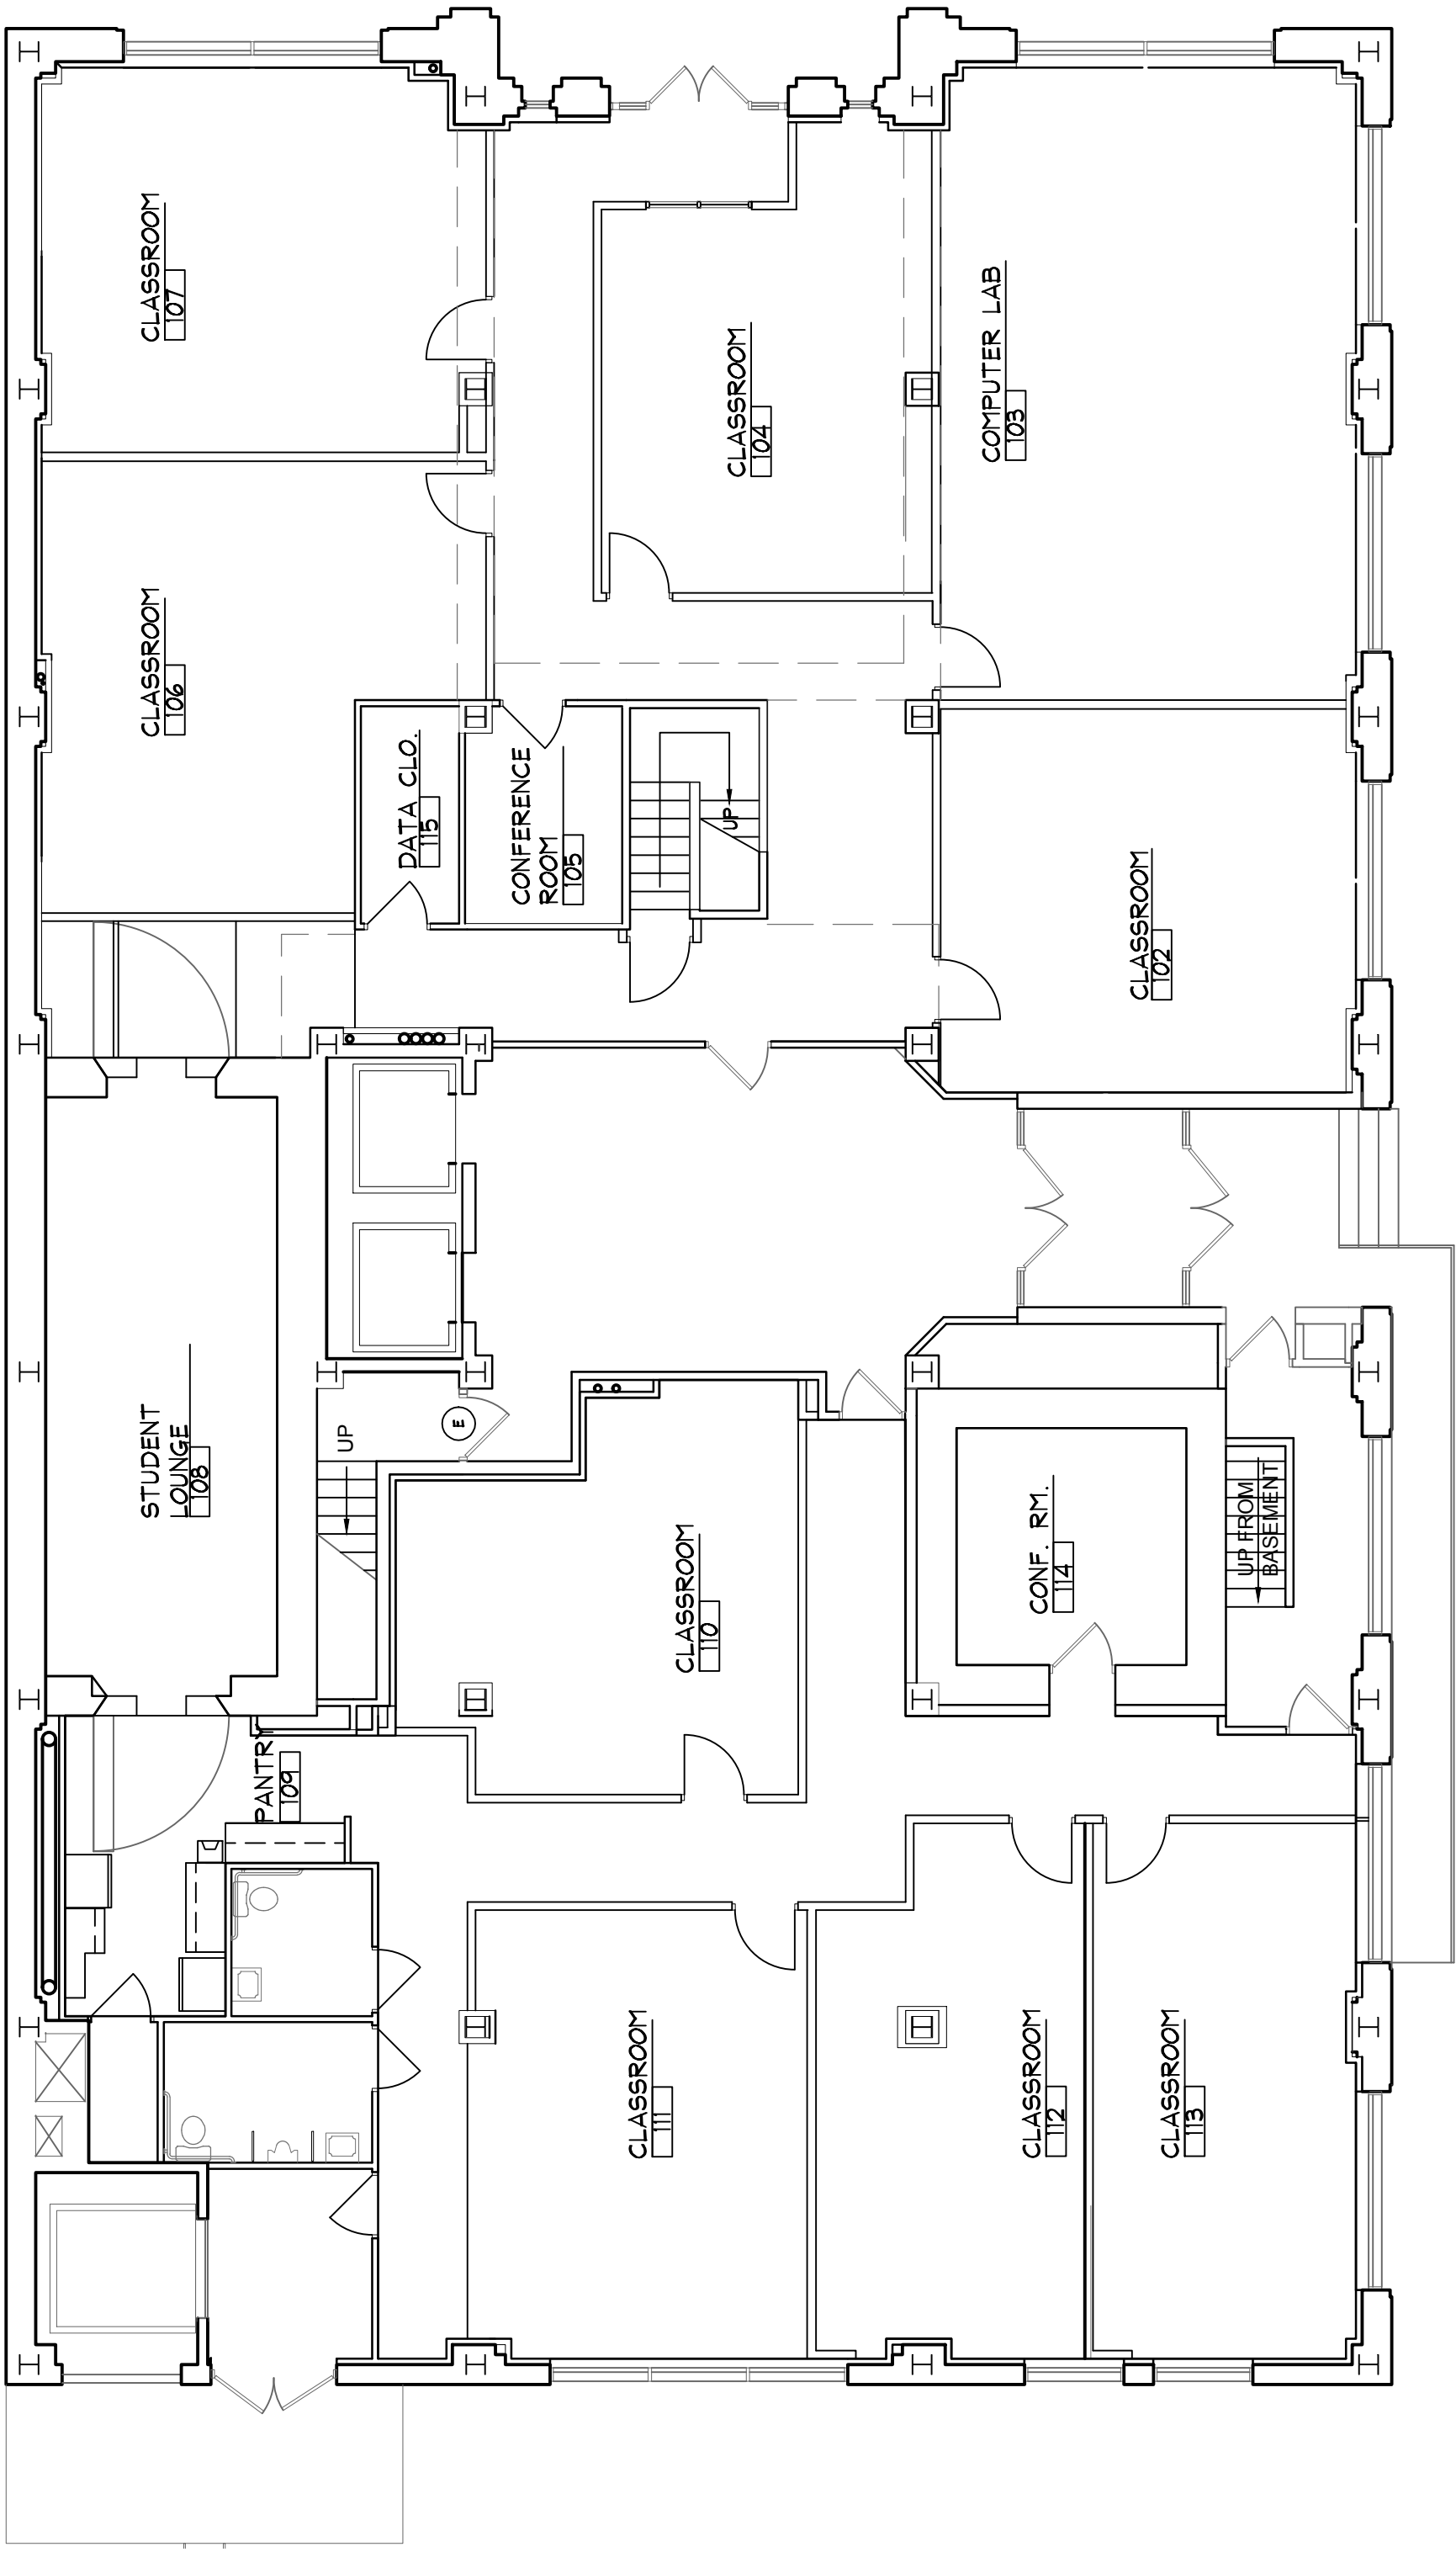 CLASSROOM
107
CLASSROOM
104
COMPUTER LAB
103
CLASSROOM
106
DATA CLO.
115
CONFERENCE
ROOM
105
UP
CLASSROOM
102
STUDENT
LOUNGE
108
UP
E
CLASSROOM
110
CONF. RM.
114
UP FROM
BASEMENT
PANTRY
109
CLASSROOM
111
CLASSROOM
112
CLASSROOM
113